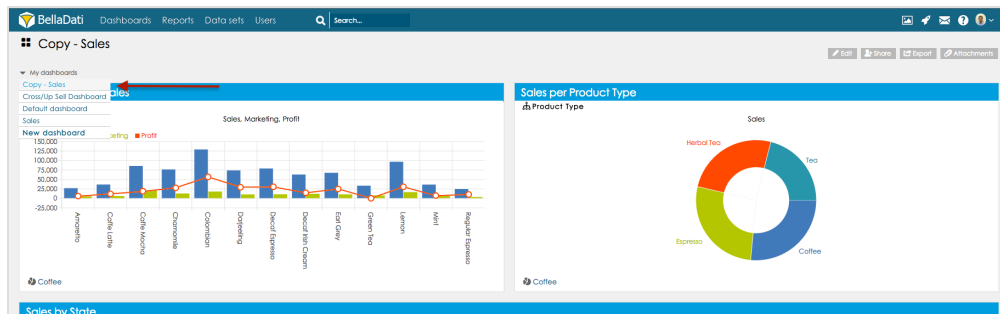 BellaDati Dashboards Reports Data sets Users Search...
Copy - Sales
Edit Share Export Attachments
My dashboards
Copy - Sales
Cross/Up Sell Dashboard
Default dashboard
Sales
New dashboard
ales
Sales, Marketing, Profit
eting Profit
150,000
125,000
100,000
75,000
50,000
25,000
0
-25,000
Amaretto
Caffe Latte
Caffe Mocha
Chamomile
Colombian
Darjeeling
Decaf Espresso
Decaf Irish Cream
Earl Grey
Green Tea
Lemon
Mint
Regular Espresso
Coffee
Sales per Product Type
Product Type
Sales
Herbal Tea
Tea
Espresso
Coffee
Coffee
Sales by State